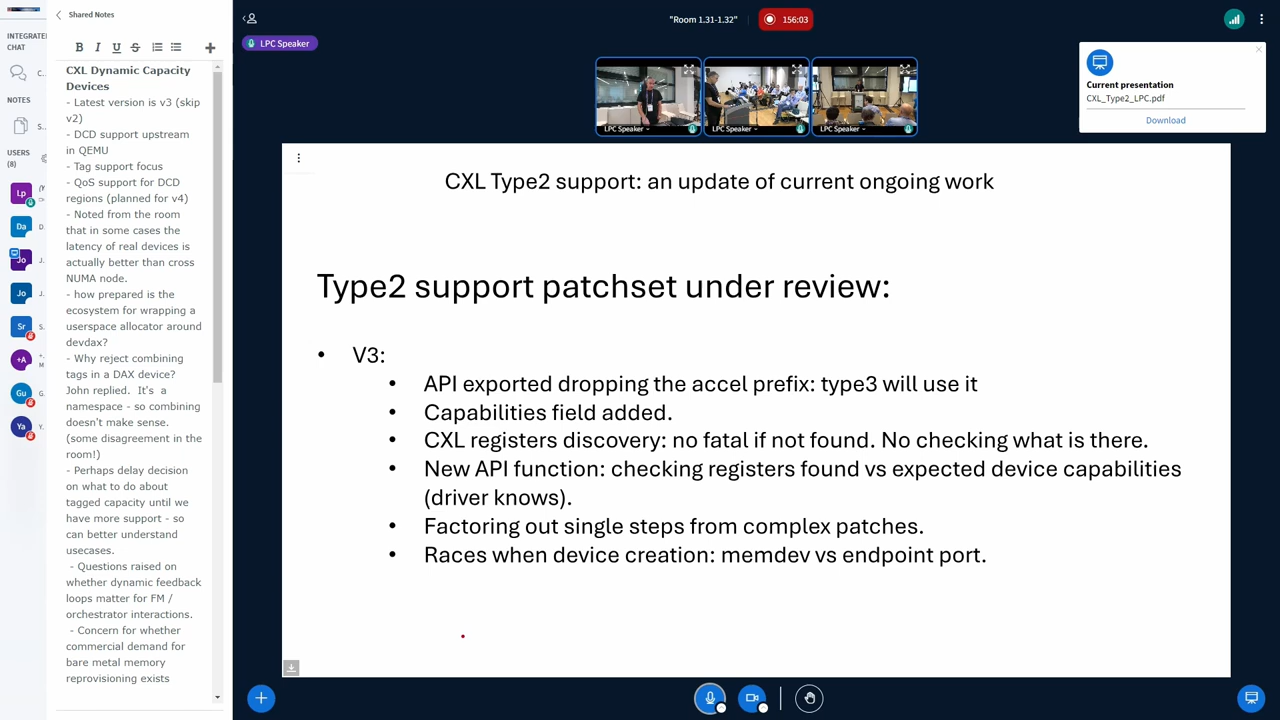 INTEGRATE
CHAT
C..
NOTES
S..
USERS
(8)
Lp
Da
D.
Jo
J.
Jo
J.
Sr
S.
+A
Gu
G.
Ya
Y.
Shared Notes
B I U S
CXL Dynamic Capacity
Devices
- Latest version is v3 (skip
v2)
- DCD support upstream
in QEMU
- Tag support focus
- QoS support for DCD
regions (planned for v4)
- Noted from the room
that in some cases the
latency of real devices is
actually better than cross
NUMA node.
- how prepared is the
ecosystem for wrapping a
userspace allocator around
devdax?
- Why reject combining
tags in a DAX device?
John replied.  It's  a
namespace - so combining
doesn't make sense.
(some disagreement in the
room!)
- Perhaps delay decision
on what to do about
tagged capacity until we
have more support - so
can better understand
usecases.
- Questions raised on
whether dynamic feedback
loops matter for FM /
orchestrator interactions.
- Concern for whether
commercial demand for
bare metal memory
reprovisioning exists
"Room 1.31-1.32"
156:03
LPC Speaker
LPC Speaker
LPC Speaker
LPC Speaker
Current presentation
CXL_Type2_LPC.pdf
Download
CXL Type2 support: an update of current ongoing work
Type2 support patchset under review:
• V3:
• API exported dropping the accel prefix: type3 will use it
• Capabilities field added.
• CXL registers discovery: no fatal if not found. No checking what is there.
• New API function: checking registers found vs expected device capabilities
(driver knows).
• Factoring out single steps from complex patches.
• Races when device creation: memdev vs endpoint port.